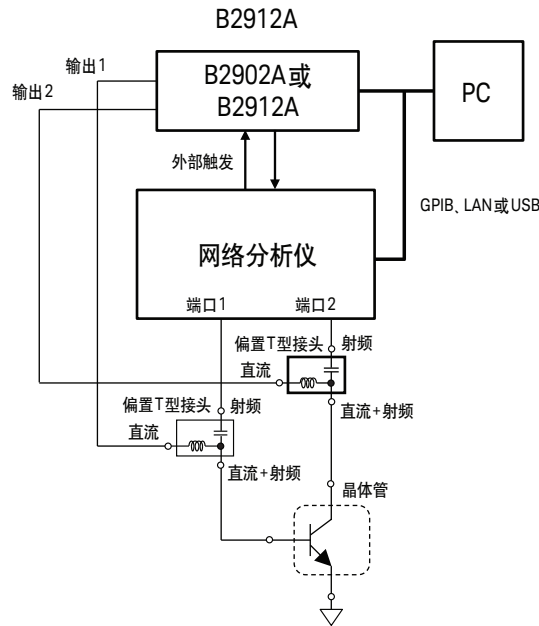 B2912A
输出1
输出2
B2902A或
B2912A
PC
外部触发
GPIB、LAN或USB
网络分析仪
端口1
端口2
偏置T型接头
射频
直流
直流+射频
偏置T型接头
射频
直流
直流+射频
晶体管